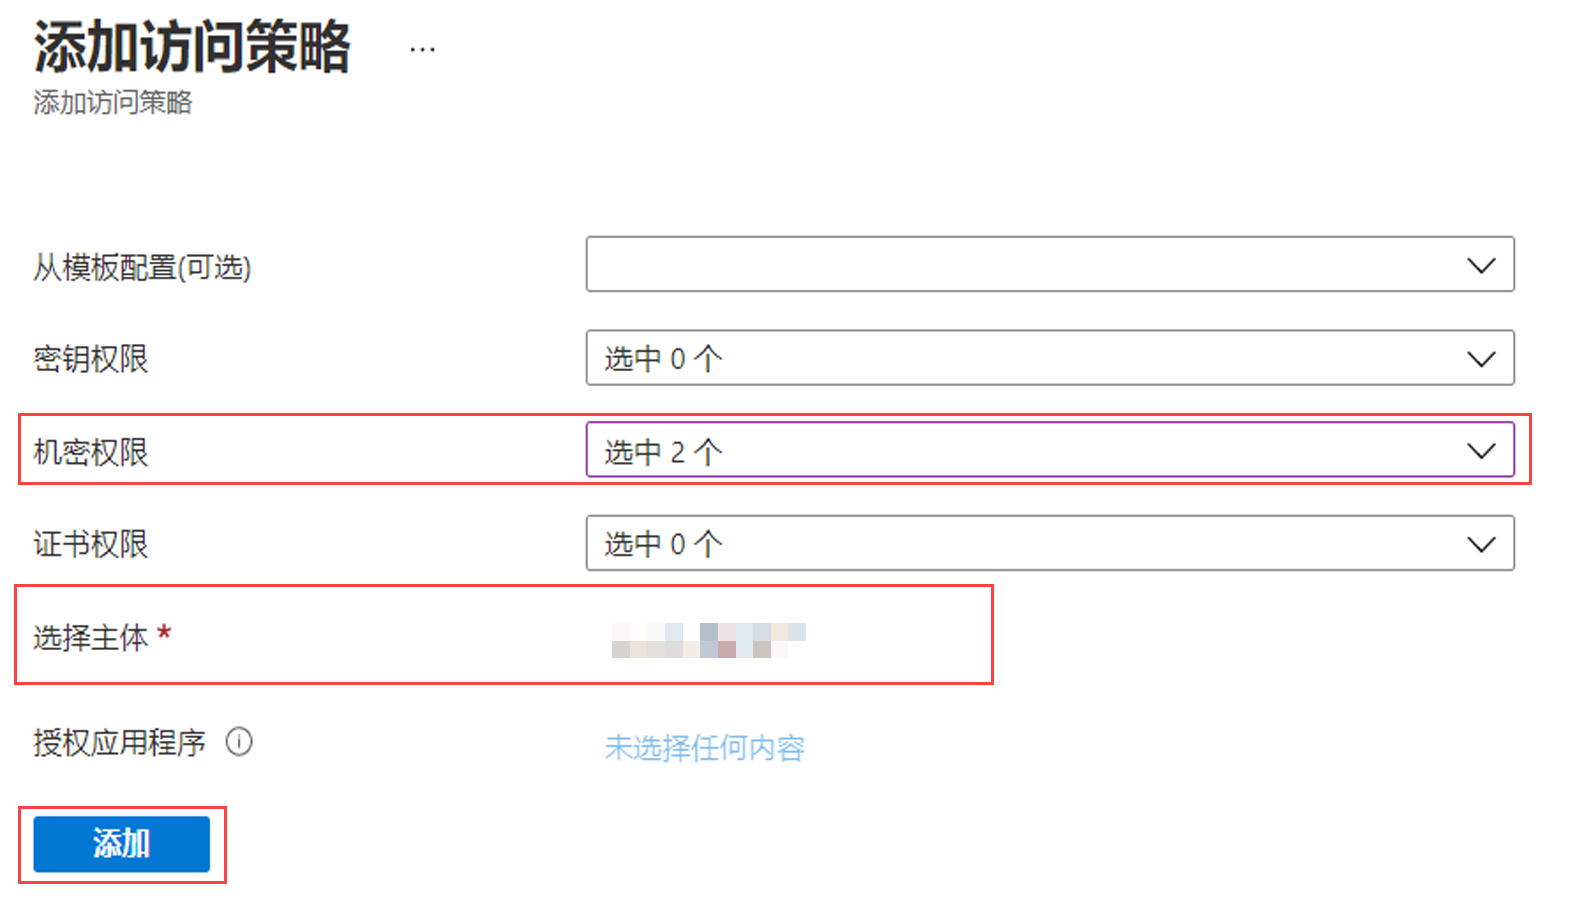 添加访问策略 ...
添加访问策略
从模板配置(可选)
密钥权限 选中 0 个
机密权限 选中 2 个
证书权限 选中 0 个
选择主体 *
授权应用程序 未选择任何内容
添加